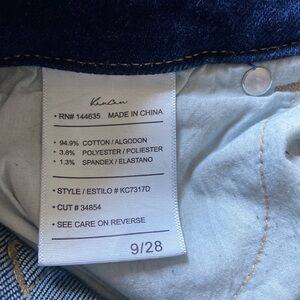 KanCan
• RN# 144635 MADE IN CHINA
• 94.9% COTTON / ALGODON
• 3.8% POLYESTER / POLIESTER
• 1.3% SPANDEX / ELASTANO
• STYLE / ESTILO # KC7317D
• CUT # 34854
• SEE CARE ON REVERSE
9/28